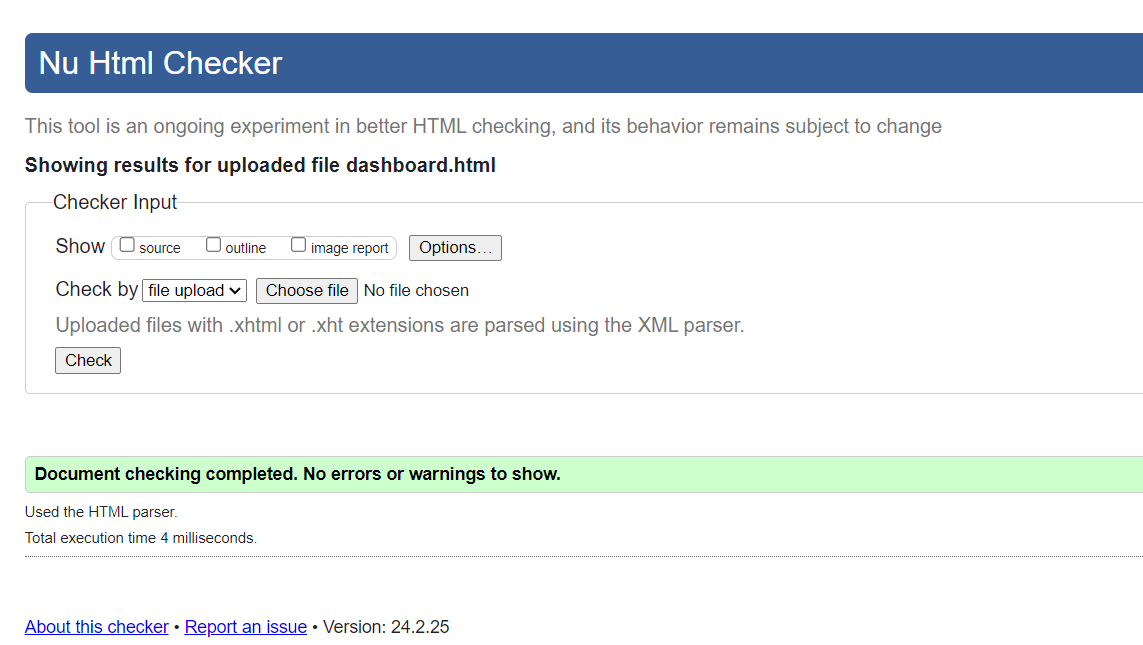 Nu Html Checker
This tool is an ongoing experiment in better HTML checking, and its behavior remains subject to change
Showing results for uploaded file dashboard.html
Checker Input
Show source outline image report Options…
Check by file upload Choose file No file chosen
Uploaded files with .xhtml or .xht extensions are parsed using the XML parser.
Check
Document checking completed. No errors or warnings to show.
Used the HTML parser.
Total execution time 4 milliseconds.
About this checker • Report an issue • Version: 24.2.25